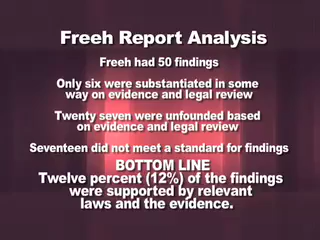 Freeh Report Analysis
Freeh had 50 findings
Only six were substantiated in some
way on evidence and legal review
Twenty seven were unfounded based
on evidence and legal review
Seventeen did not meet a standard for findings
BOTTOM LINE
Twelve percent (12%) of the findings
were supported by relevant
laws and the evidence.